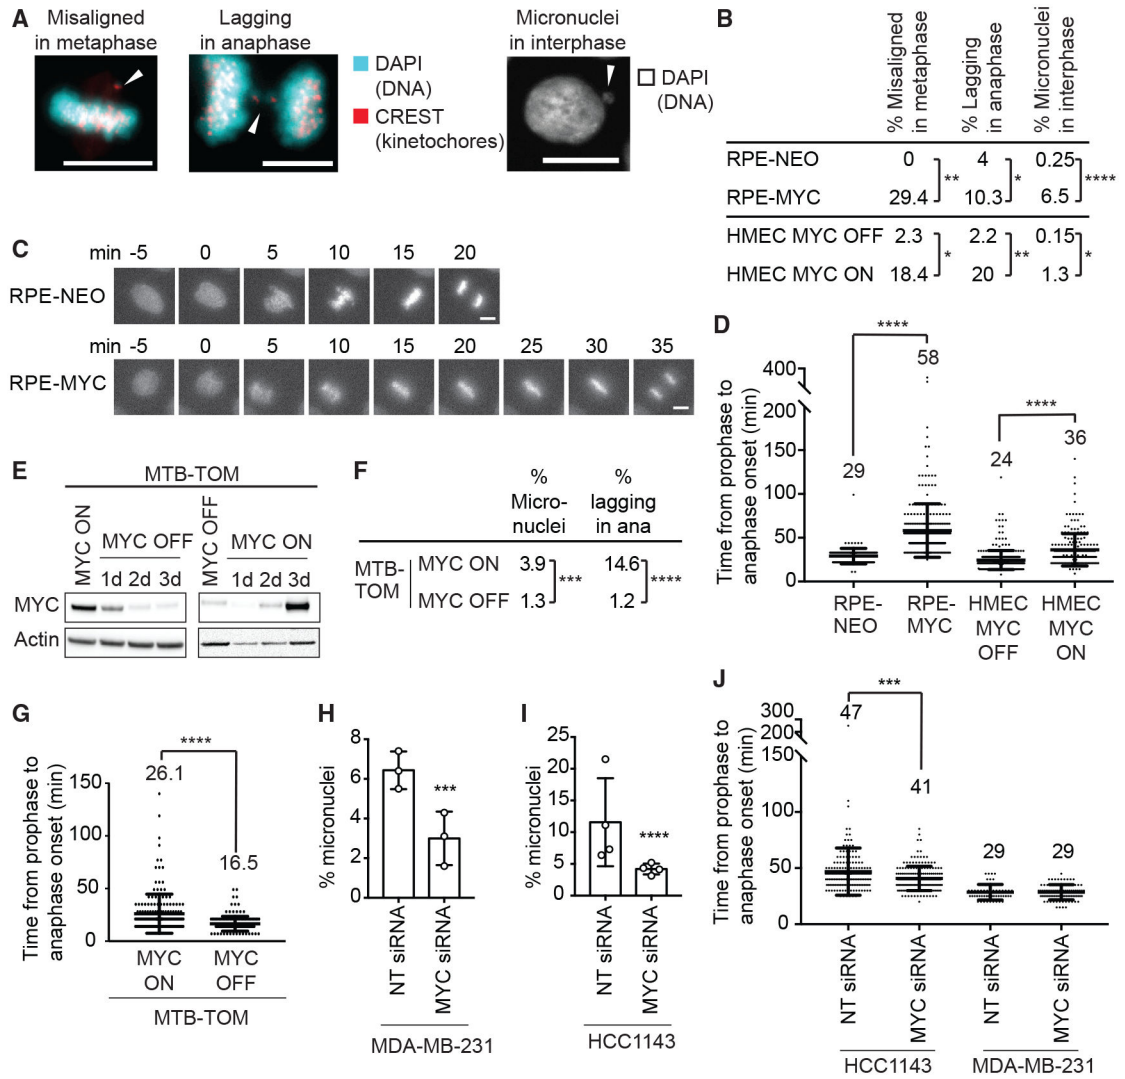 A
Misaligned
in metaphase
Lagging
in anaphase
DAPI
(DNA)
CREST
(kinetochores)
Micronuclei
in interphase
DAPI
(DNA)
B
% Misaligned
in metaphase
% Lagging
in anaphase
% Micronuclei
in interphase
RPE-NEO 0 4 0.25
** * ****
RPE-MYC 29.4 10.3 6.5
HMEC MYC OFF 2.3 2.2 0.15
* ** *
HMEC MYC ON 18.4 20 1.3
C
min -5 0 5 10 15 20
RPE-NEO
min -5 0 5 10 15 20 25 30 35
RPE-MYC
D
Time from prophase to
anaphase onset (min)
400
200
150
100
50
0
****
29
58
****
24
36
RPE-
NEO
RPE-
MYC
HMEC
MYC
OFF
HMEC
MYC
ON
E
MTB-TOM
MYC ON
MYC OFF
1d 2d 3d
MYC OFF
MYC ON
1d 2d 3d
MYC
Actin
F
%
Micro-
nuclei
%
lagging
in ana
MTB-
TOM
MYC ON 3.9 14.6
*** ****
MYC OFF 1.3 1.2
G
Time from prophase to
anaphase onset (min)
150
100
50
0
****
26.1
16.5
MYC
ON
MYC
OFF
MTB-TOM
H
% micronuclei
8
6
4
2
0
***
NT siRNA
MYC siRNA
MDA-MB-231
I
% micronuclei
25
20
15
10
5
0
****
NT siRNA
MYC siRNA
HCC1143
J
Time from prophase to
anaphase onset (min)
300
200
150
100
50
0
***
47
41
29
29
NT siRNA
MYC siRNA
NT siRNA
MYC siRNA
HCC1143
MDA-MB-231